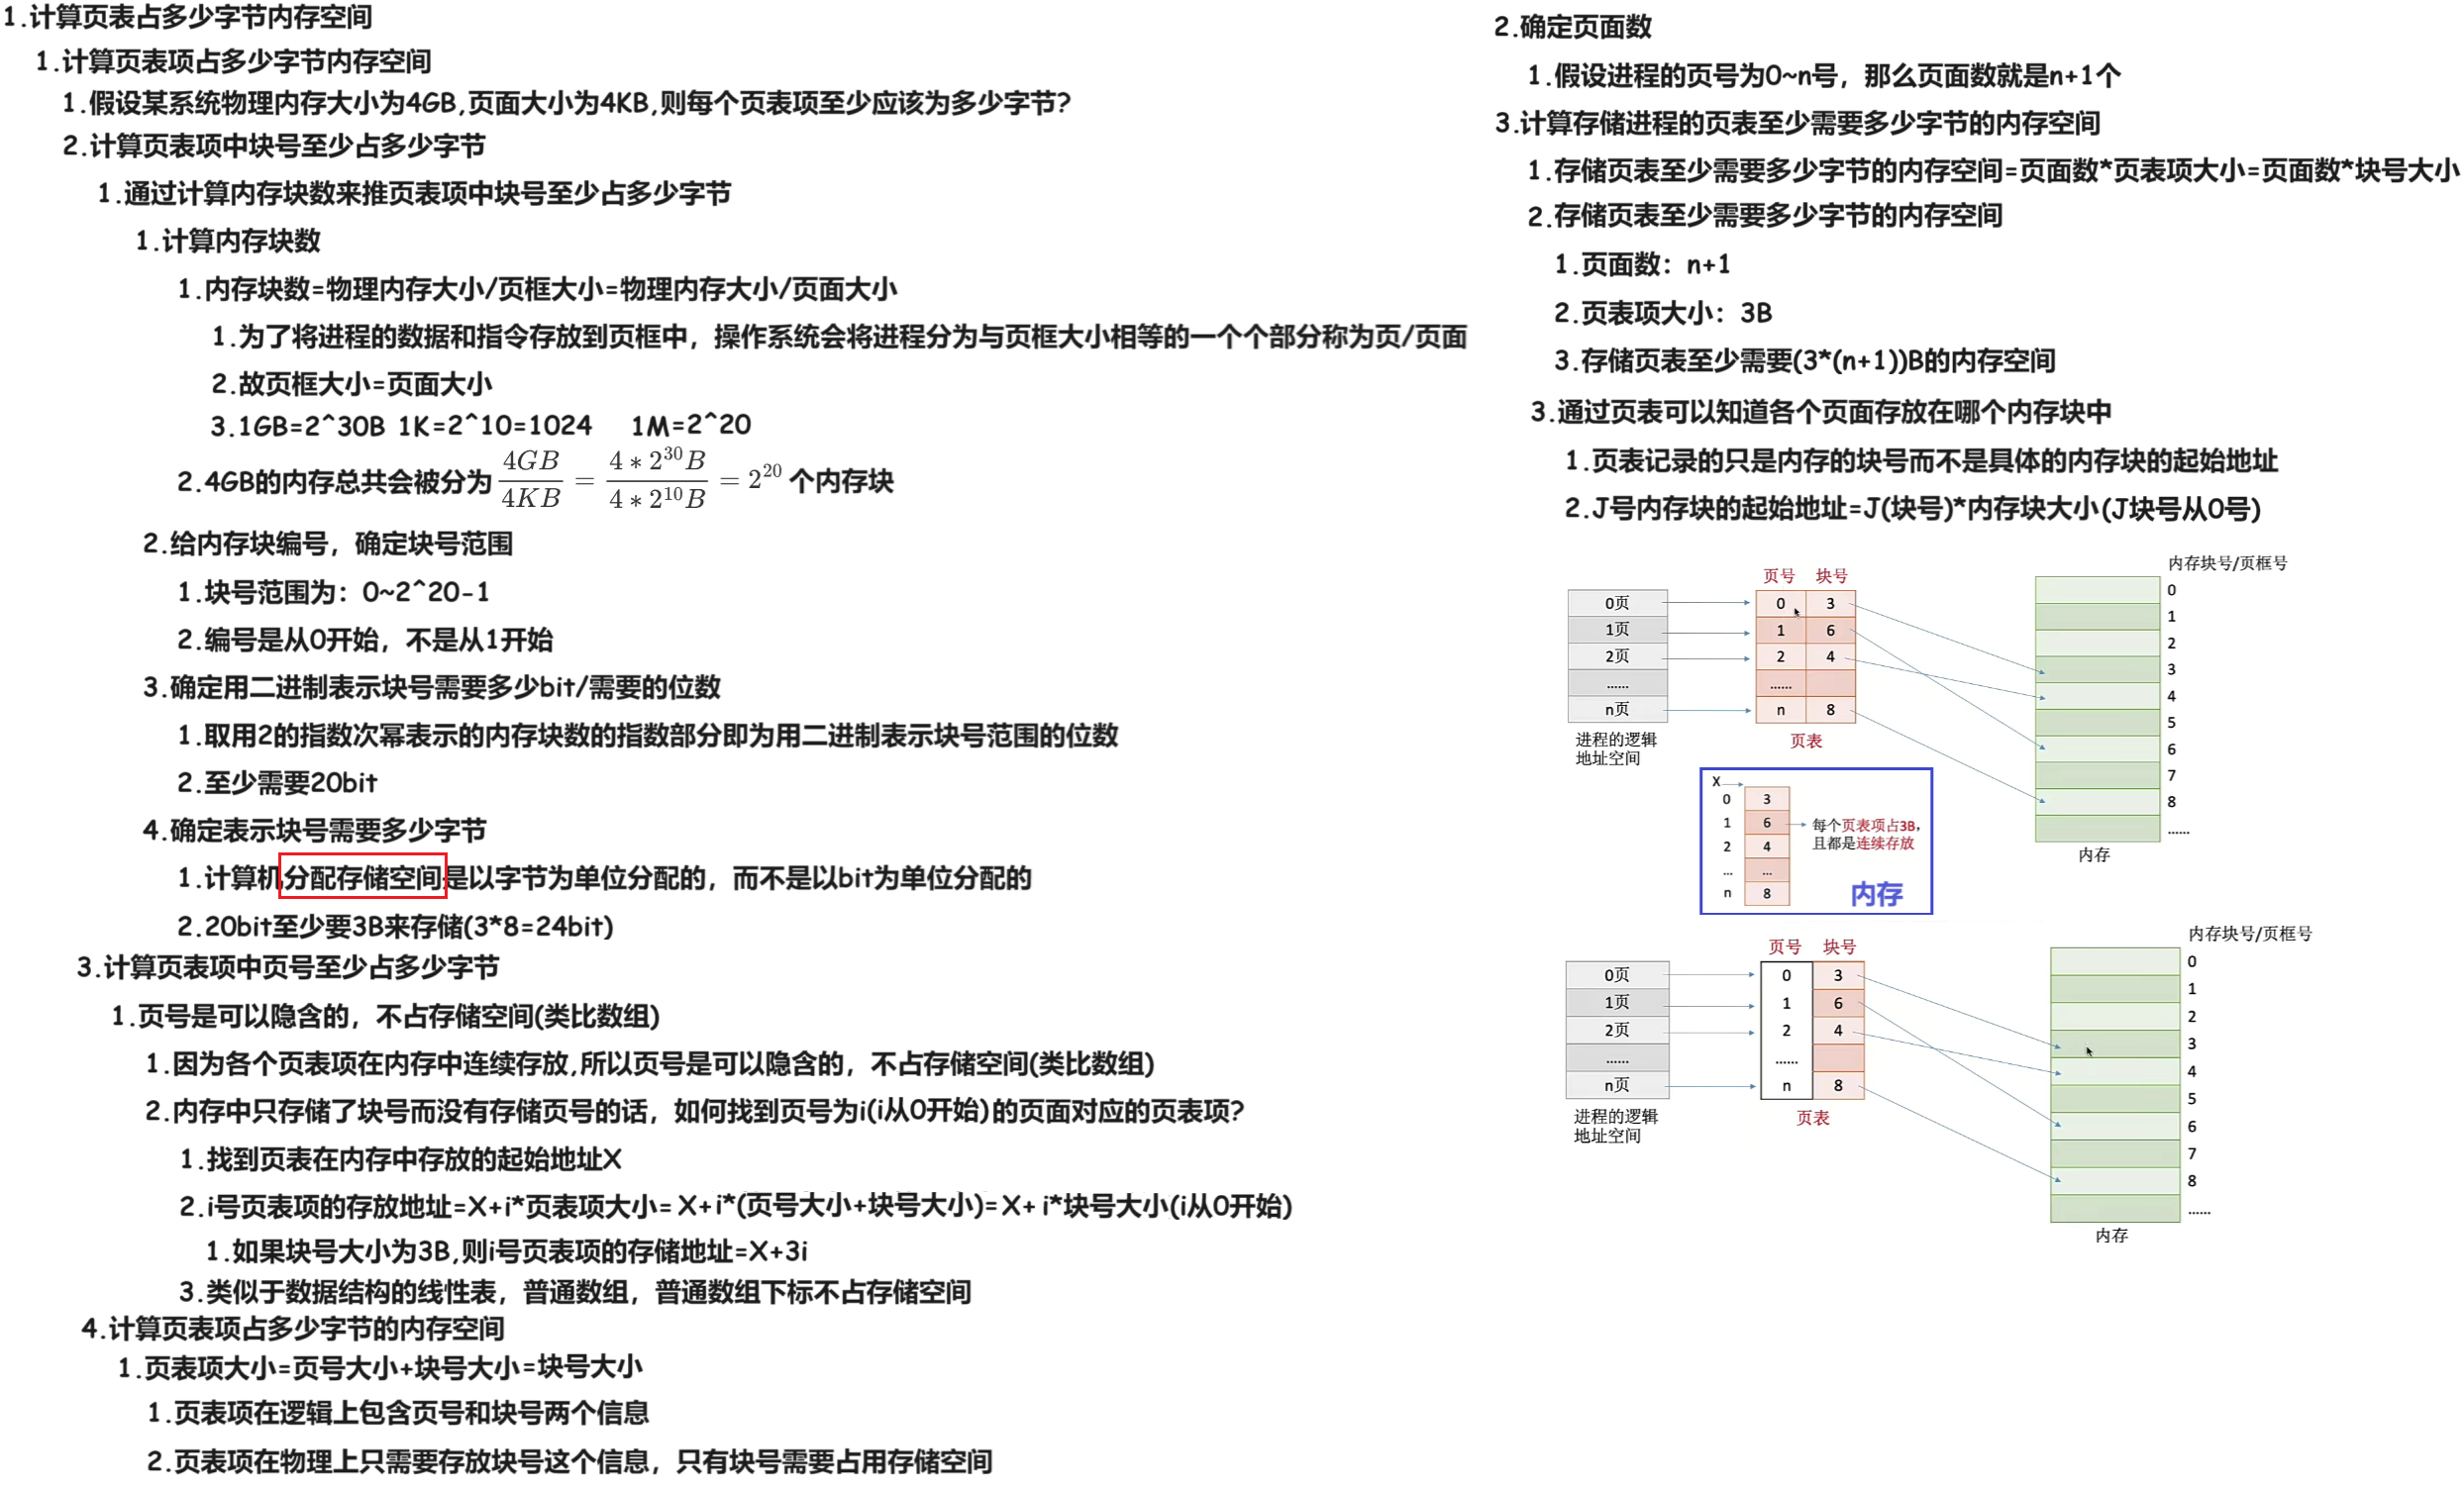 1.计算页表占多少字节内存空间
1.计算页表项占多少字节内存空间
1.假设某系统物理内存大小为4GB,页面大小为4KB,则每个页表项至少应该为多少字节?
2.计算页表项中块号至少占多少字节
1.通过计算内存块数来推页表项中块号至少占多少字节
1.计算内存块数
1.内存块数=物理内存大小/页框大小=物理内存大小/页面大小
1.为了将进程的数据和指令存放到页框中，操作系统会将进程分为与页框大小相等的一个个部分称为页/页面
2.故页框大小=页面大小
3.1GB=2^30B 1K=2^10=1024 1M=2^20
2.4GB的内存总共会被分为 4GB/4KB = 4*2^30B/4*2^10B = 2^20 个内存块
2.给内存块编号，确定块号范围
1.块号范围为：0~2^20-1
2.编号是从0开始，不是从1开始
3.确定用二进制表示块号需要多少bit/需要的位数
1.取用2的指数次幂表示的内存块数的指数部分即为用二进制表示块号范围的位数
2.至少需要20bit
4.确定表示块号需要多少字节
1.计算机分配存储空间是以字节为单位分配的，而不是以bit为单位分配的
2.20bit至少要3B来存储(3*8=24bit)
3.计算页表项中页号至少占多少字节
1.页号是可以隐含的，不占存储空间(类比数组)
1.因为各个页表项在内存中连续存放,所以页号是可以隐含的，不占存储空间(类比数组)
2.内存中只存储了块号而没有存储页号的话，如何找到页号为i(i从0开始)的页面对应的页表项?
1.找到页表在内存中存放的起始地址X
2.i号页表项的存放地址=X+i*页表项大小=X+i*(页号大小+块号大小)=X+i*块号大小(i从0开始)
1.如果块号大小为3B,则i号页表项的存储地址=X+3i
3.类似于数据结构的线性表，普通数组，普通数组下标不占存储空间
4.计算页表项占多少字节的内存空间
1.页表项大小=页号大小+块号大小=块号大小
1.页表项在逻辑上包含页号和块号两个信息
2.页表项在物理上只需要存放块号这个信息，只有块号需要占用存储空间
2.确定页面数
1.假设进程的页号为0~n号，那么页面数就是n+1个
3.计算存储进程的页表至少需要多少字节的内存空间
1.存储页表至少需要多少字节的内存空间=页面数*页表项大小=页面数*块号大小
2.存储页表至少需要多少字节的内存空间
1.页面数：n+1
2.页表项大小：3B
3.存储页表至少需要(3*(n+1))B的内存空间
3.通过页表可以知道各个页面存放在哪个内存块中
1.页表记录的只是内存的块号而不是具体的内存块的起始地址
2.J号内存块的起始地址=J(块号)*内存块大小(J块号从0号)
内存块号/页框号
页号 块号
0页 0 3
1页 1 6
2页 2 4
...... ......
n页 n 8
进程的逻辑
地址空间
页表
0
1
2
3
4
5
6
7
8
......
内存
X
0 3
1 6
2 4
... ...
n 8
每个页表项占3B，
且都是连续存放
内存
内存块号/页框号
页号 块号
0页 0 3
1页 1 6
2页 2 4
...... ......
n页 n 8
进程的逻辑
地址空间
页表
0
1
2
3
4
5
6
7
8
......
内存